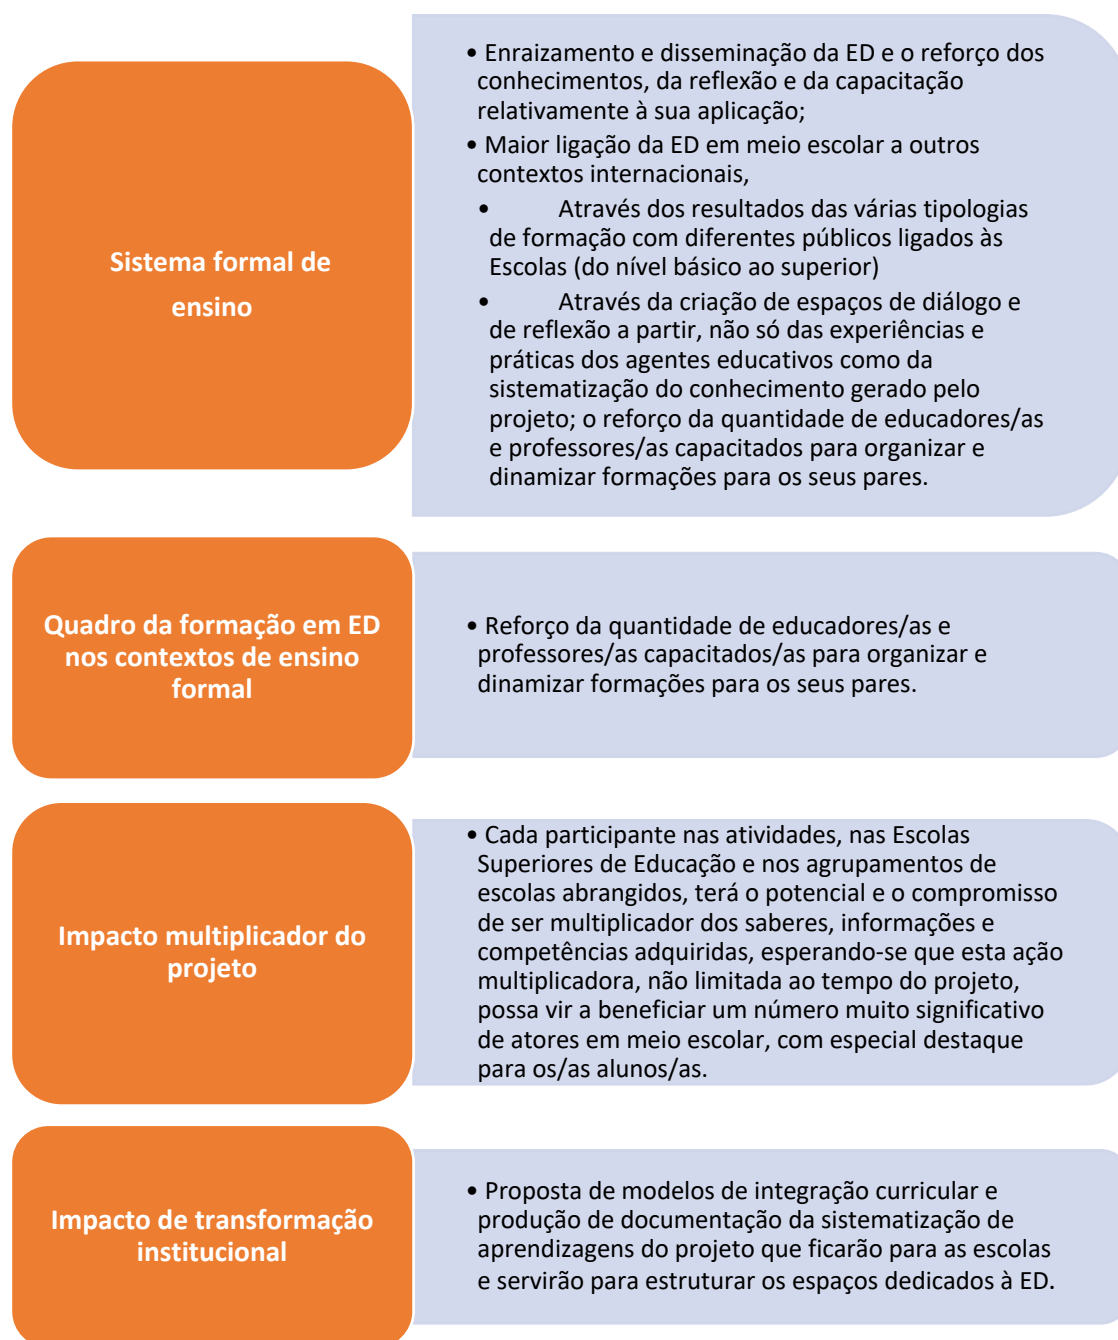 Sistema formal de
ensino
• Enraizamento e disseminação da ED e o reforço dos
conhecimentos, da reflexão e da capacitação
relativamente à sua aplicação;
• Maior ligação da ED em meio escolar a outros
contextos internacionais,
• Através dos resultados das várias tipologias
de formação com diferentes públicos ligados às
Escolas (do nível básico ao superior)
• Através da criação de espaços de diálogo e
de reflexão a partir, não só das experiências e
práticas dos agentes educativos como da
sistematização do conhecimento gerado pelo
projeto; o reforço da quantidade de educadores/as
e professores/as capacitados para organizar e
dinamizar formações para os seus pares.
Quadro da formação em ED
nos contextos de ensino
formal
• Reforço da quantidade de educadores/as e
professores/as capacitados/as para organizar e
dinamizar formações para os seus pares.
Impacto multiplicador do
projeto
• Cada participante nas atividades, nas Escolas
Superiores de Educação e nos agrupamentos de
escolas abrangidos, terá o potencial e o compromisso
de ser multiplicador dos saberes, informações e
competências adquiridas, esperando-se que esta ação
multiplicadora, não limitada ao tempo do projeto,
possa vir a beneficiar um número muito significativo
de atores em meio escolar, com especial destaque
para os/as alunos/as.
Impacto de transformação
institucional
• Proposta de modelos de integração curricular e
produção de documentação da sistematização de
aprendizagens do projeto que ficarão para as escolas
e servirão para estruturar os espaços dedicados à ED.